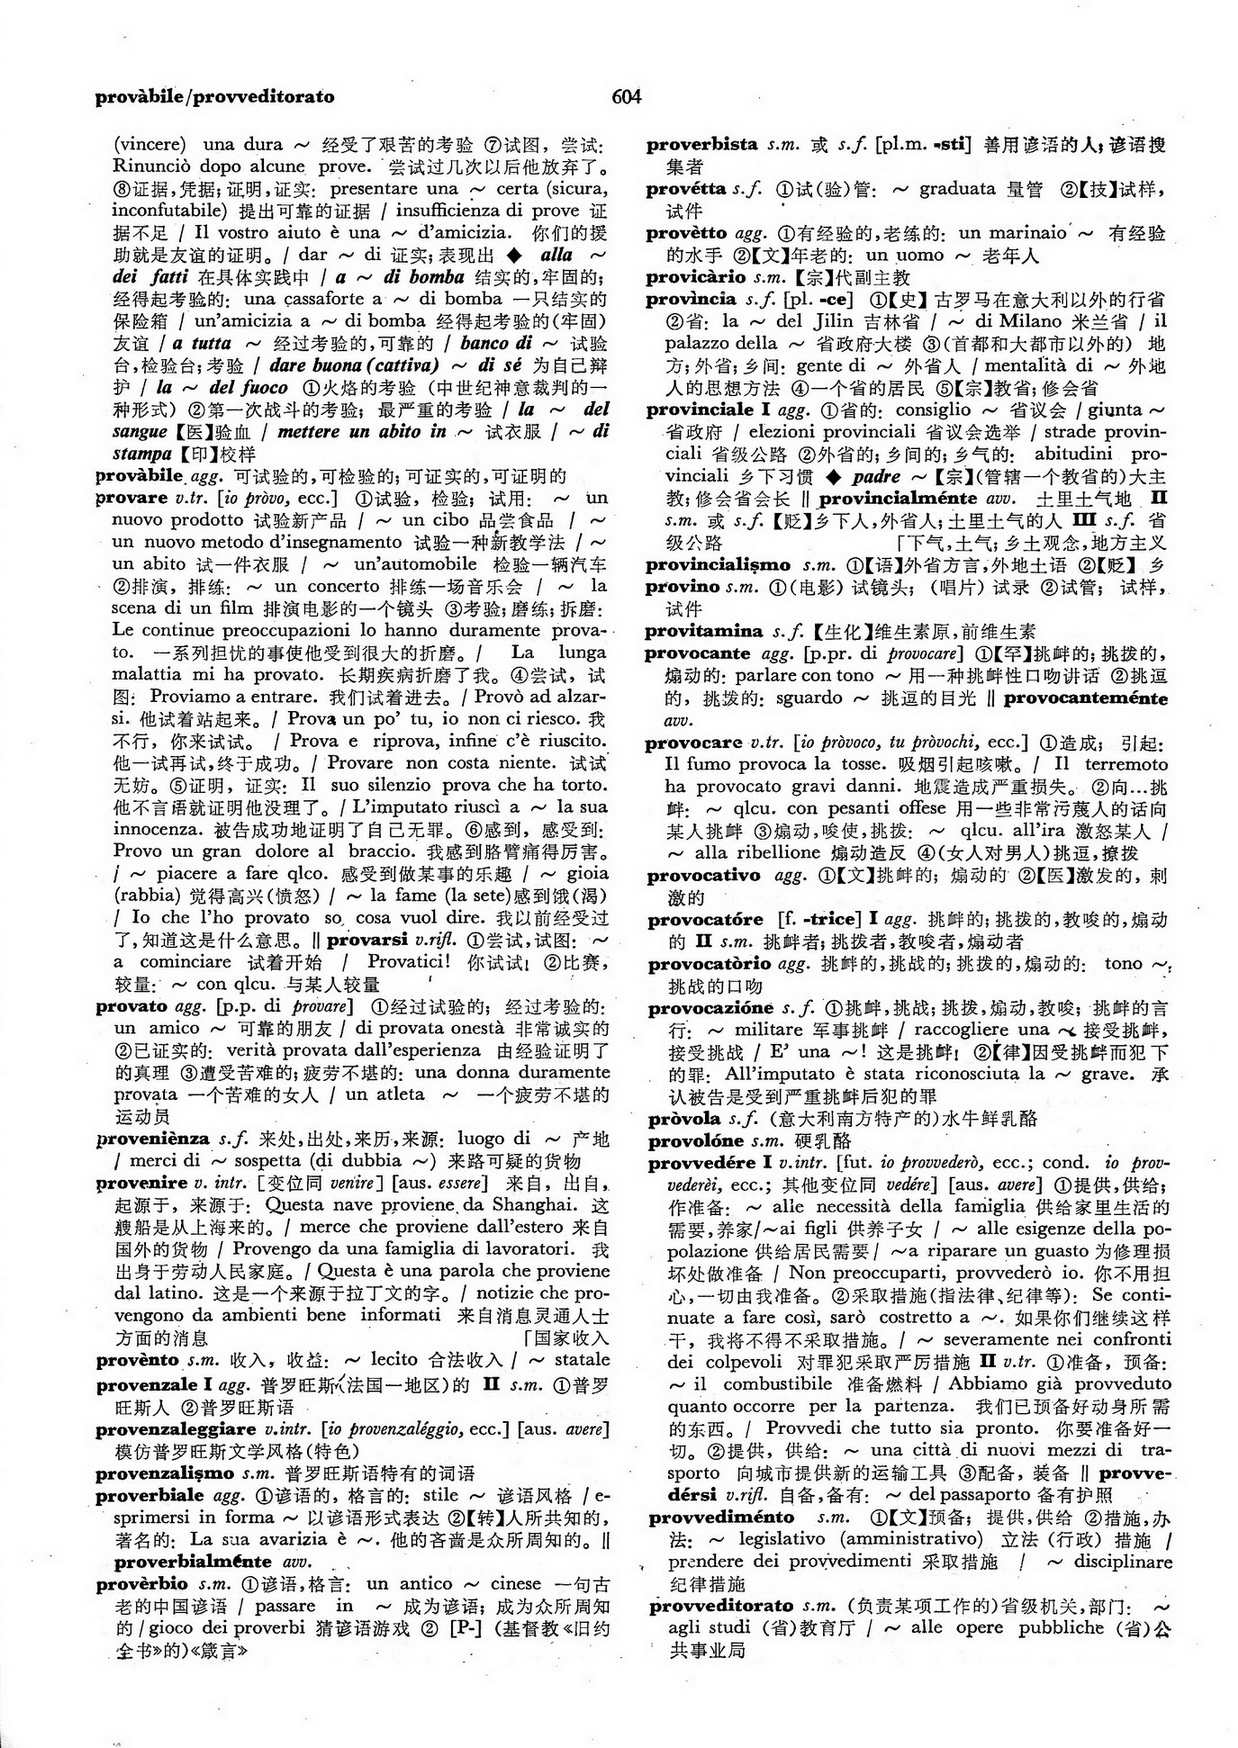 provàbile/provveditorato
604
(vincere) una dura ～ 经受了艰苦的考验 ⑦试图，尝试:
Rinunciò dopo alcune prove. 尝试过几次以后他放弃了。
⑧证据,凭据;证明,证实: presentare una ～ certa (sicura,
inconfutabile) 提出可靠的证据 / insufficienza di prove 证
据不足 / Il vostro aiuto è una ～ d'amicizia. 你们的援
助就是友谊的证明。/ dar ～ di 证实;表现出 ◆ alla ～
dei fatti 在具体实践中 / a ～ di bomba 结实的,牢固的;
经得起考验的: una cassaforte a ～ di bomba 一只结实的
保险箱 / un'amicizia a ～ di bomba 经得起考验的(牢固)
友谊 / a tutta ～ 经过考验的,可靠的 / banco di ～ 试验
台,检验台;考验 / dare buona (cattiva) ～ di sé 为自己辩
护 / la ～ del fuoco ①火烙的考验 (中世纪神意裁判的一
种形式) ②第一次战斗的考验; 最严重的考验 / la ～ del
sangue【医】验血 / mettere un abito in ～ 试衣服 / ～ di
stampa【印】校样
provàbile agg. 可试验的,可检验的;可证实的,可证明的
provare v.tr. [io pròvo, ecc.] ①试验，检验; 试用: ～ un
nuovo prodotto 试验新产品 / ～ un cibo 品尝食品 / ～
un nuovo metodo d'insegnamento 试验一种新教学法 / ～
un abito 试一件衣服 / ～ un'automobile 检验一辆汽车
②排演，排练: ～ un concerto 排练一场音乐会 / ～ la
scena di un film 排演电影的一个镜头 ③考验;磨练;折磨:
Le continue preoccupazioni lo hanno duramente prova-
to. 一系列担忧的事使他受到很大的折磨。/ La lunga
malattia mi ha provato. 长期疾病折磨了我。④尝试，试
图: Proviamo a entrare. 我们试着进去。/ Provò ad alzar-
si. 他试着站起来。/ Prova un po' tu, io non ci riesco. 我
不行，你来试试。 / Prova e riprova, infine c'è riuscito.
他一试再试,终于成功。/ Provare non costa niente. 试试
无妨。⑤证明，证实: Il suo silenzio prova che ha torto.
他不言语就证明他没理了。/ L'imputato riuscì a ～ la sua
innocenza. 被告成功地证明了自己无罪。⑥感到，感受到:
Provo un gran dolore al braccio. 我感到胳臂痛得厉害。
/ ～ piacere a fare qlco. 感受到做某事的乐趣 / ～ gioia
(rabbia) 觉得高兴(愤怒) / ～ la fame (la sete)感到饿(渴)
/ Io che l'ho provato so cosa vuol dire. 我以前经受过
了,知道这是什么意思。‖ provarsi v.rifl. ①尝试,试图: ～
a cominciare 试着开始 / Provatici! 你试试! ②比赛,
较量: ～ con qlcu. 与某人较量
provato agg. [p.p. di provare] ①经过试验的; 经过考验的:
un amico ～ 可靠的朋友 / di provata onestà 非常诚实的
②已证实的: verità provata dall'esperienza 由经验证明了
的真理 ③遭受苦难的;疲劳不堪的: una donna duramente
provata 一个苦难的女人 / un atleta ～ 一个疲劳不堪的
运动员
proveniènza s.f. 来处,出处,来历,来源: luogo di ～ 产地
/ merci di ～ sospetta (di dubbia ～) 来路可疑的货物
provenire v. intr. [变位同 venire] [aus. essere] 来自，出自,
起源于，来源于: Questa nave proviene da Shanghai. 这
艘船是从上海来的。/ merce che proviene dall'estero 来自
国外的货物 / Provengo da una famiglia di lavoratori. 我
出身于劳动人民家庭。/ Questa è una parola che proviene
dal latino. 这是一个来源于拉丁文的字。/ notizie che pro-
vengono da ambienti bene informati 来自消息灵通人士
方面的消息 「国家收入
provènto s.m. 收入，收益: ～ lecito 合法收入 / ～ statale
provenzale I agg. 普罗旺斯(法国一地区)的 II s.m. ①普罗
旺斯人 ②普罗旺斯语
provenzaleggiare v.intr. [io provenzaléggio, ecc.] [aus. avere]
模仿普罗旺斯文学风格(特色)
provenzalismo s.m. 普罗旺斯语特有的词语
proverbiale agg. ①谚语的，格言的: stile ～ 谚语风格 / e-
sprimersi in forma ～ 以谚语形式表达 ②【转】人所共知的,
著名的: La sua avarizia è ～. 他的吝啬是众所周知的。‖
proverbialménte avv.
provèrbio s.m. ①谚语,格言: un antico ～ cinese 一句古
老的中国谚语 / passare in ～ 成为谚语; 成为众所周知
的 / gioco dei proverbi 猜谚语游戏 ② [P-] (基督教《旧约
全书》的)《箴言》
proverbista s.m. 或 s.f. [pl.m. -sti] 善用谚语的人; 谚语搜
集者
provétta s.f. ①试(验)管: ～ graduata 量管 ②【技】试样,
试件
provètto agg. ①有经验的,老练的: un marinaio ～ 有经验
的水手 ②【文】年老的: un uomo ～ 老年人
provicàrio s.m.【宗】代副主教
província s.f. [pl. -ce] ①【史】古罗马在意大利以外的行省
②省: la ～ del Jilin 吉林省 / ～ di Milano 米兰省 / il
palazzo della ～ 省政府大楼 ③(首都和大都市以外的) 地
方;外省;乡间: gente di ～ 外省人 / mentalità di ～ 外地
人的思想方法 ④一个省的居民 ⑤【宗】教省; 修会省
provinciale I agg. ①省的: consiglio ～ 省议会 / giunta ～
省政府 / elezioni provinciali 省议会选举 / strade provin-
ciali 省级公路 ②外省的;乡间的;乡气的: abitudini pro-
vinciali 乡下习惯 ◆ padre ～【宗】(管辖一个教省的)大主
教;修会省会长 ‖ provincialménte avv. 土里土气地 II
s.m. 或 s.f.【贬】乡下人,外省人;土里土气的人 III s.f. 省
级公路 「下气,土气;乡土观念,地方主义
provincialismo s.m. ①【语】外省方言,外地土语 ②【贬】乡
provino s.m. ①(电影) 试镜头; (唱片) 试录 ②试管; 试样,
试件
provitamina s.f.【生化】维生素原,前维生素
provocante agg. [p.pr. di provocare] ①【罕】挑衅的;挑拨的,
煽动的: parlare con tono ～ 用一种挑衅性口吻讲话 ②挑逗
的，挑拨的: sguardo ～ 挑逗的目光 ‖ provocanteménte
avv.
provocare v.tr. [io pròvoco, tu pròvochi, ecc.] ①造成; 引起:
Il fumo provoca la tosse. 吸烟引起咳嗽。/ Il terremoto
ha provocato gravi danni. 地震造成严重损失。②向…挑
衅: ～ qlcu. con pesanti offese 用一些非常污蔑人的话向
某人挑衅 ③煽动,唆使,挑拨: ～ qlcu. all'ira 激怒某人 /
～ alla ribellione 煽动造反 ④(女人对男人)挑逗,撩拨
provocativo agg. ①【文】挑衅的; 煽动的 ②【医】激发的，刺
激的
provocatóre [f. -trice] I agg. 挑衅的;挑拨的,教唆的,煽动
的 II s.m. 挑衅者;挑拨者,教唆者,煽动者
provocatòrio agg. 挑衅的,挑战的;挑拨的,煽动的: tono ～
挑战的口吻
provocazióne s.f. ①挑衅,挑战;挑拨,煽动,教唆; 挑衅的言
行: ～ militare 军事挑衅 / raccogliere una ～ 接受挑衅,
接受挑战 / E' una ～! 这是挑衅! ②【律】因受挑衅而犯下
的罪: All'imputato è stata riconosciuta la ～ grave. 承
认被告是受到严重挑衅后犯的罪
pròvola s.f. (意大利南方特产的)水牛鲜乳酪
provolóne s.m. 硬乳酪
provvedére I v.intr. [fut. io provvederò, ecc.; cond. io prov-
vederèi, ecc.; 其他变位同 vedére] [aus. avere] ①提供,供给;
作准备: ～ alle necessità della famiglia 供给家里生活的
需要,养家/～ai figli 供养子女 / ～ alle esigenze della po-
polazione 供给居民需要/ ～a riparare un guasto 为修理损
坏处做准备 / Non preoccuparti, provvederò io. 你不用担
心,一切由我准备。②采取措施(指法律、纪律等): Se conti-
nuate a fare così, sarò costretto a ～. 如果你们继续这样
干，我将不得不采取措施。/ ～ severamente nei confronti
dei colpevoli 对罪犯采取严厉措施 II v.tr. ①准备，预备:
～ il combustibile 准备燃料 / Abbiamo già provveduto
quanto occorre per la partenza. 我们已预备好动身所需
的东西。/ Provvedi che tutto sia pronto. 你要准备好一
切。②提供，供给: ～ una città di nuovi mezzi di tra-
sporto 向城市提供新的运输工具 ③配备，装备 ‖ provve-
dérsi v.rifl. 自备,备有: ～ del passaporto 备有护照
provvediménto s.m. ①【文】预备; 提供,供给 ②措施,办
法: ～ legislativo (amministrativo) 立法 (行政) 措施 /
prendere dei provvedimenti 采取措施 / ～ disciplinare
纪律措施
provveditorato s.m. (负责某项工作的)省级机关,部门: ～
agli studi (省)教育厅 / ～ alle opere pubbliche (省)公
共事业局